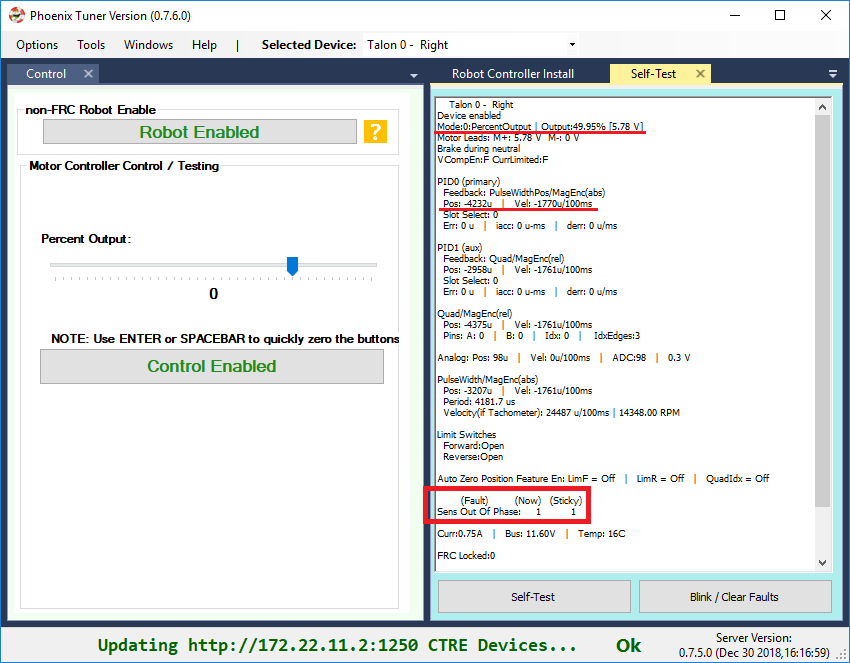 Phoenix Tuner Version (0.7.6.0)
Options Tools Windows Help | Selected Device: Talon 0 - Right
Control
non-FRC Robot Enable
Robot Enabled
?
Motor Controller Control / Testing
Percent Output:
0
NOTE: Use ENTER or SPACEBAR to quickly zero the buttons
Control Enabled
Robot Controller Install Self-Test
Talon 0 - Right
Device enabled
Mode:0:PercentOutput | Output:49.95% [5.78 V]
Motor Leads: M+: 5.78 V M-: 0 V
Brake during neutral
VCompEn:F CurrLimited:F
PID0 (primary)
Feedback: PulseWidthPos/MagEnc(abs)
Pos: -4232u | Vel: -1770u/100ms
Slot Select: 0
Err: 0 u | iacc: 0 u-ms | derr: 0 u/ms
PID1 (aux)
Feedback: Quad/MagEnc(rel)
Pos: -2958u | Vel: -1761u/100ms
Slot Select: 0
Err: 0 u | iacc: 0 u-ms | derr: 0 u/ms
Quad/MagEnc(rel)
Pos: -4375u | Vel: -1761u/100ms
Pins: A: 0 | B: 0 | Idx: 0 | IdxEdges:3
Analog: Pos: 98u | Vel: 0u/100ms | ADC:98 | 0.3 V
PulseWidth/MagEnc(abs)
Pos: -3207u | Vel: -1761u/100ms
Period: 4181.7 us
Velocity(if Tachometer): 24487 u/100ms | 14348.00 RPM
Limit Switches
Forward:Open
Reverse:Open
Auto Zero Position Feature En: LimF = Off | LimR = Off | QuadIdx = Off
(Fault) (Now) (Sticky)
Sens Out Of Phase: 1 1
Curr:0.75A | Bus: 11.60V | Temp: 16C
FRC Locked:0
Self-Test Blink / Clear Faults
Updating http://172.22.11.2:1250 CTRE Devices... Ok
Server Version:
0.7.5.0 (Dec 30 2018,16:16:59)